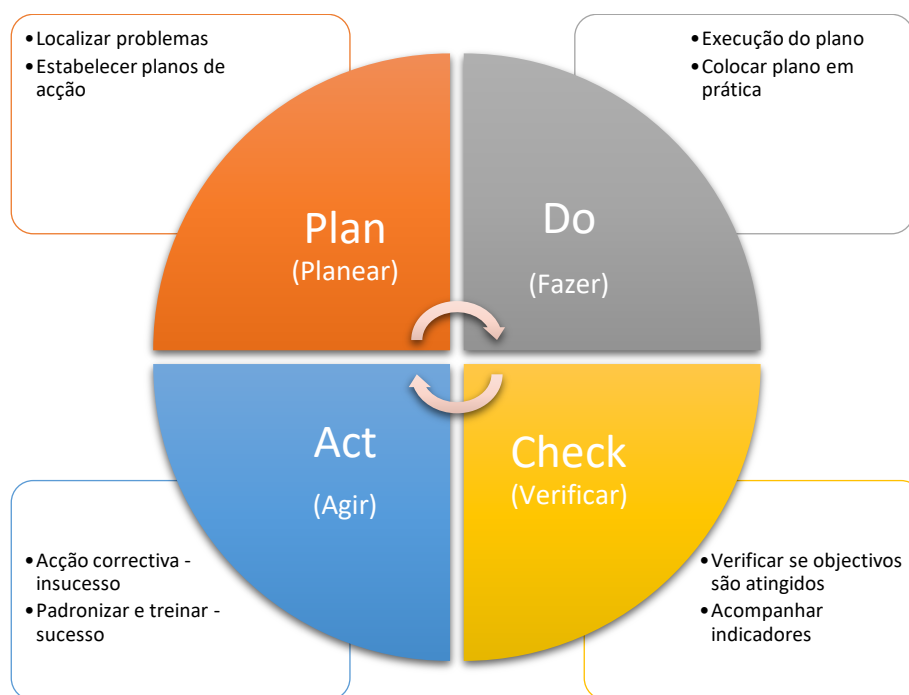 •Localizar problemas
•Estabelecer planos de
acção
•Execução do plano
•Colocar plano em
prática
Plan
(Planear)
Do
(Fazer)
Act
(Agir)
Check
(Verificar)
•Acção correctiva -
insucesso
•Padronizar e treinar -
sucesso
•Verificar se objectivos
são atingidos
•Acompanhar
indicadores